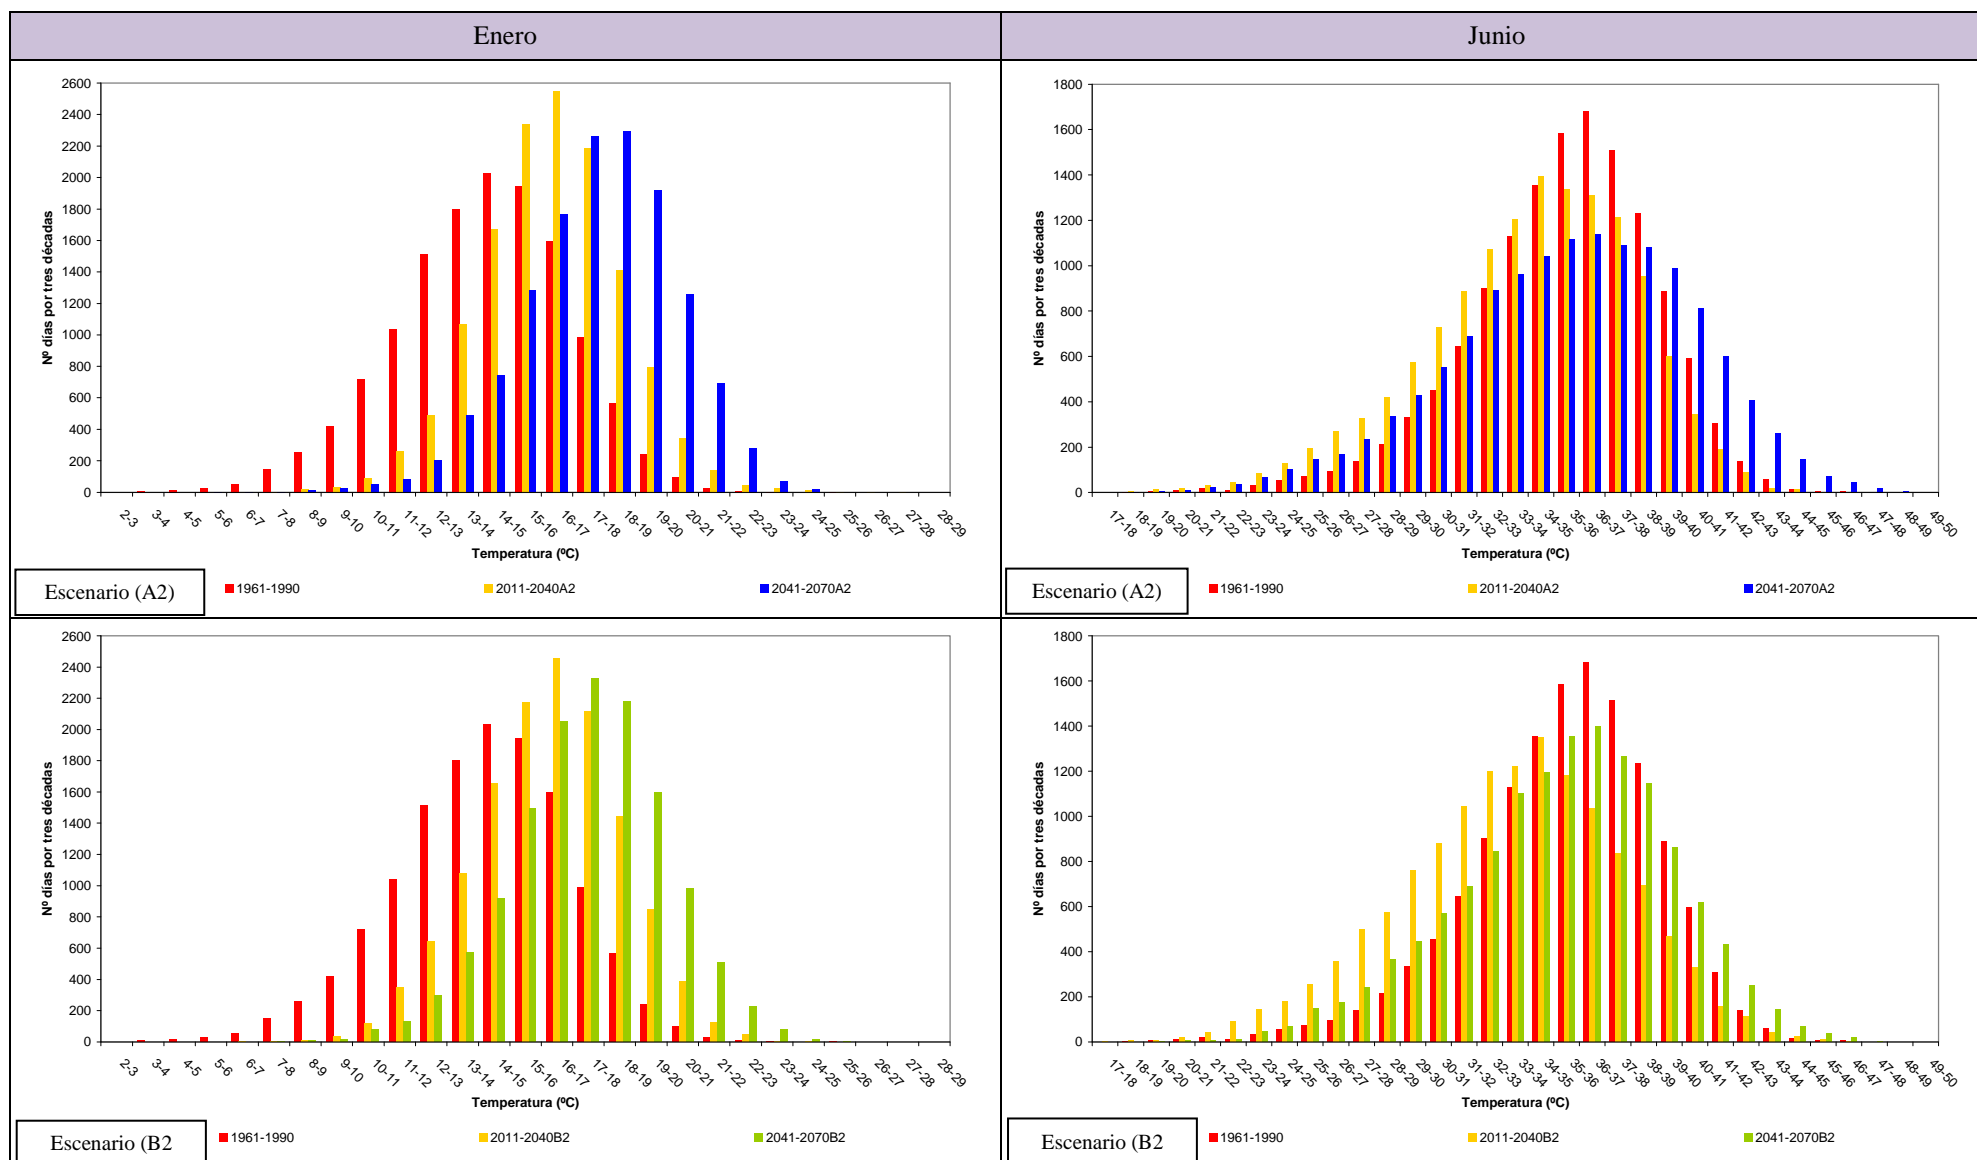 Enero
Junio
2600
2400
2200
2000
1800
1600
1400
1200
1000
800
600
400
200
0
Nº días por tres décadas
2-3 3-4 4-5 5-6 6-7 7-8 8-9 9-10 10-11 11-12 12-13 13-14 14-15 15-16 16-17 17-18 18-19 19-20 20-21 21-22 22-23 23-24 24-25 25-26 26-27 27-28 28-29
Temperatura (ºC)
Escenario (A2)
1961-1990 2011-2040A2 2041-2070A2
1800
1600
1400
1200
1000
800
600
400
200
0
Nº días por tres décadas
17-18 18-19 19-20 20-21 21-22 22-23 23-24 24-25 25-26 26-27 27-28 28-29 29-30 30-31 31-32 32-33 33-34 34-35 35-36 36-37 37-38 38-39 39-40 40-41 41-42 42-43 43-44 44-45 45-46 46-47 47-48 48-49 49-50
Temperatura (ºC)
Escenario (A2)
1961-1990 2011-2040A2 2041-2070A2
2600
2400
2200
2000
1800
1600
1400
1200
1000
800
600
400
200
0
Nº días por tres décadas
2-3 3-4 4-5 5-6 6-7 7-8 8-9 9-10 10-11 11-12 12-13 13-14 14-15 15-16 16-17 17-18 18-19 19-20 20-21 21-22 22-23 23-24 24-25 25-26 26-27 27-28 28-29
Temperatura (ºC)
Escenario (B2
1961-1990 2011-2040B2 2041-2070B2
1800
1600
1400
1200
1000
800
600
400
200
0
Nº días por tres décadas
17-18 18-19 19-20 20-21 21-22 22-23 23-24 24-25 25-26 26-27 27-28 28-29 29-30 30-31 31-32 32-33 33-34 34-35 35-36 36-37 37-38 38-39 39-40 40-41 41-42 42-43 43-44 44-45 45-46 46-47 47-48 48-49 49-50
Temperatura (ºC)
Escenario (B2
1961-1990 2011-2040B2 2041-2070B2